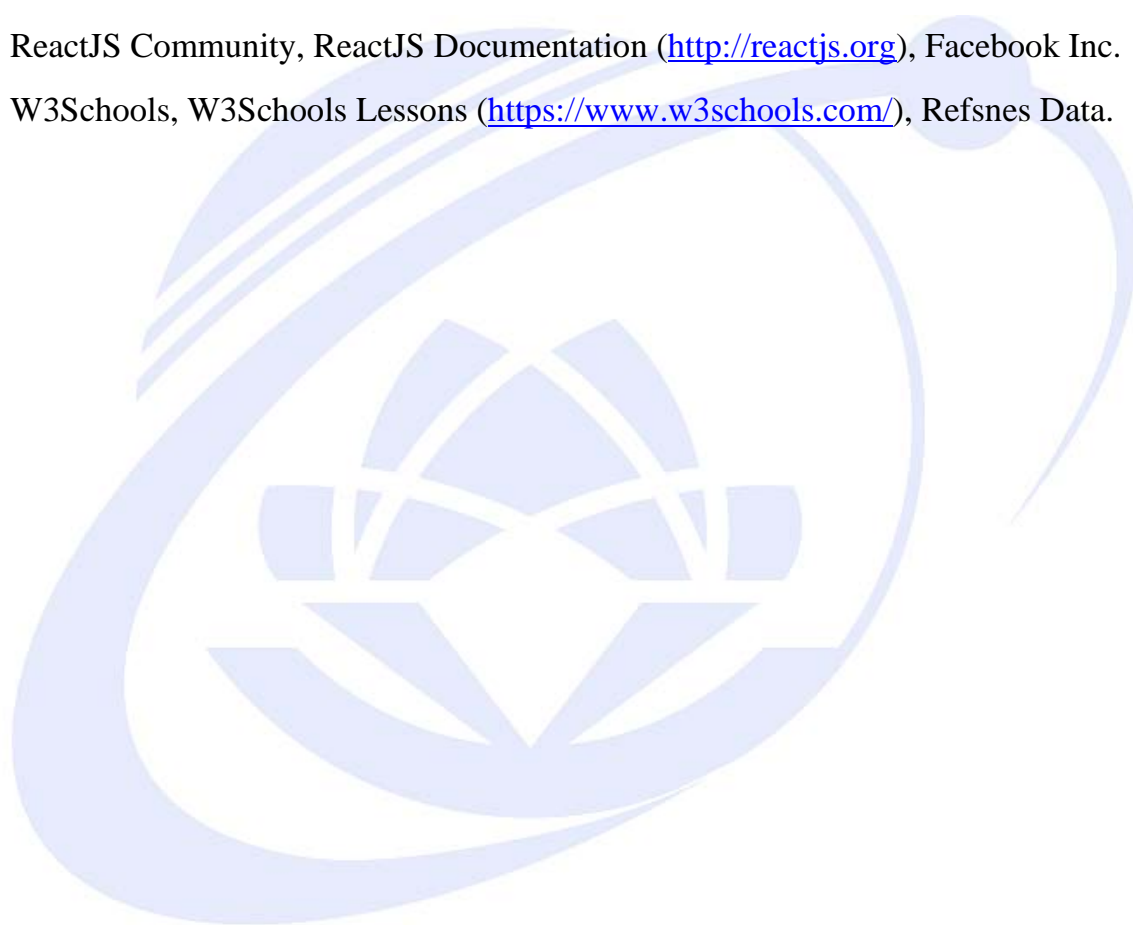 ReactJS Community, ReactJS Documentation (http://reactjs.org), Facebook Inc.
W3Schools, W3Schools Lessons (https://www.w3schools.com/), Refsnes Data.